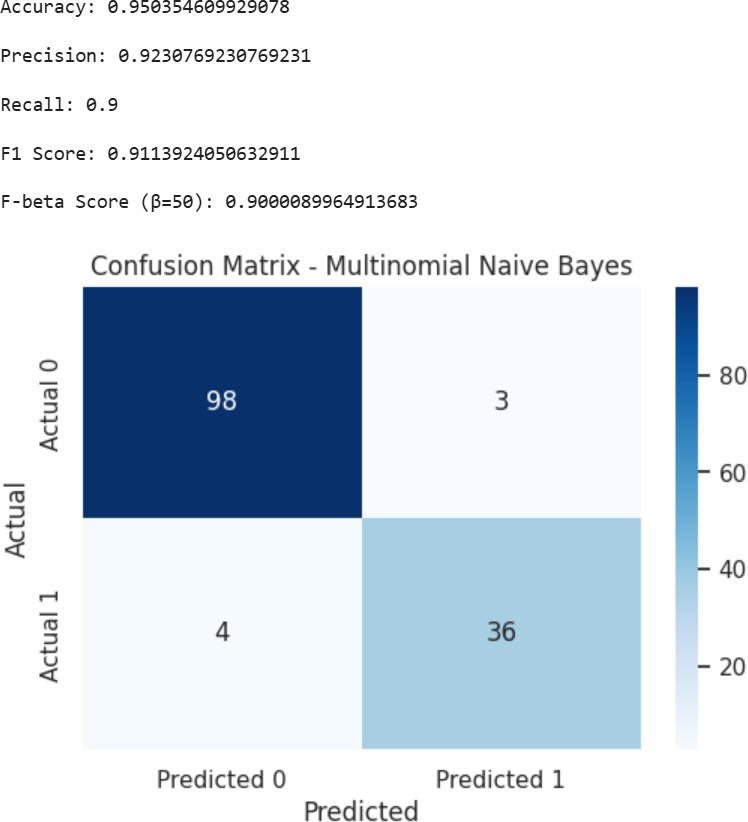 Accuracy: 0.950354609929078
Precision: 0.9230769230769231
Recall: 0.9
F1 Score: 0.9113924050632911
F-beta Score (β=50): 0.9000089964913683
Confusion Matrix - Multinomial Naive Bayes
Actual
Actual 0
98
3
Actual 1
4
36
Predicted 0
Predicted 1
Predicted
80
60
40
20